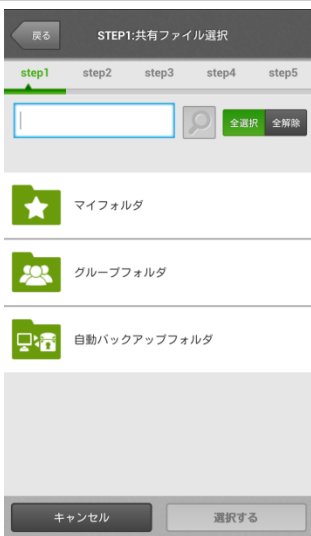 戻る STEP1:共有ファイル選択
step1 step2 step3 step4 step5
全選択 全解除
マイフォルダ
グループフォルダ
自動バックアップフォルダ
キャンセル 選択する